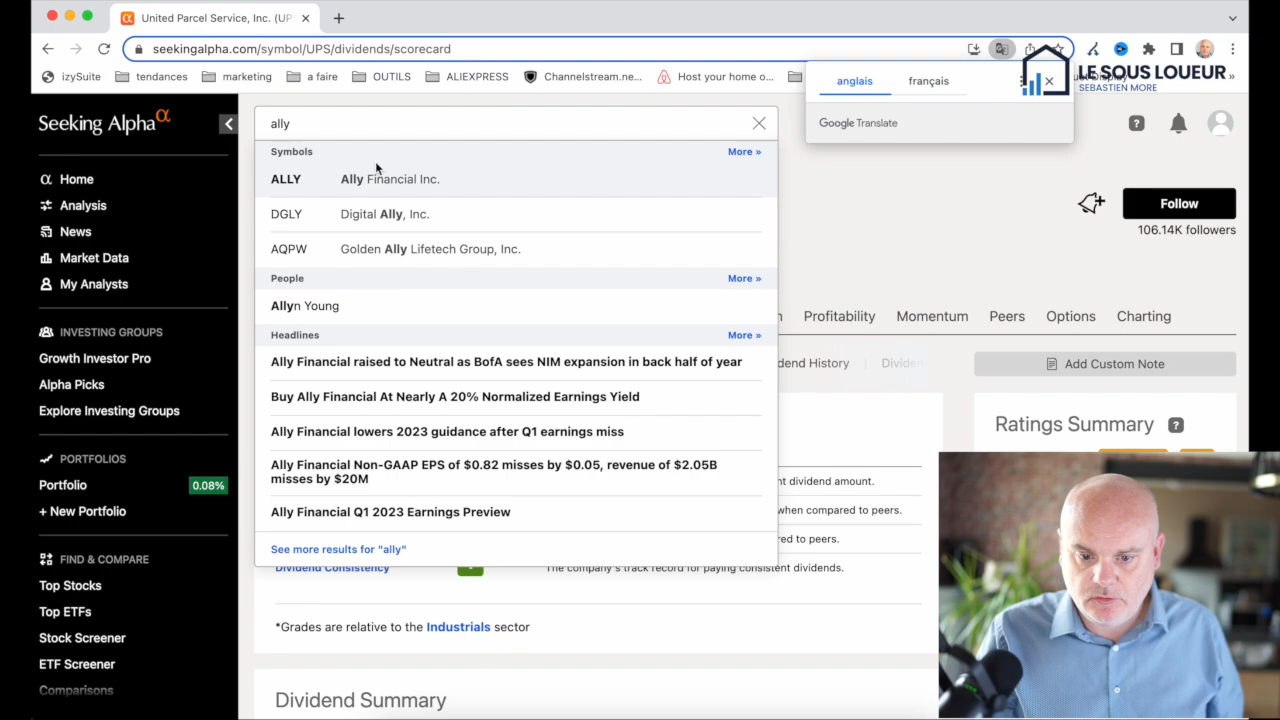 United Parcel Service, Inc. (UP
seekingalpha.com/symbol/UPS/dividends/scorecard
izySuite
tendances
marketing
a faire
OUTILS
ALIEXPRESS
Channelstream.ne...
Host your home o...
anglais
français
Google Translate
LE SOUS LOUEUR
SEBASTIEN MORE
Seeking Alpha α
Home
Analysis
News
Market Data
My Analysts
INVESTING GROUPS
Growth Investor Pro
Alpha Picks
Explore Investing Groups
PORTFOLIOS
Portfolio
0.08%
+ New Portfolio
FIND & COMPARE
Top Stocks
Top ETFs
Stock Screener
ETF Screener
Comparisons
ally
Symbols
More »
ALLY Ally Financial Inc.
DGLY Digital Ally, Inc.
AQPW Golden Ally Lifetech Group, Inc.
People
More »
Allyn Young
Headlines
More »
Ally Financial raised to Neutral as BofA sees NIM expansion in back half of year
Buy Ally Financial At Nearly A 20% Normalized Earnings Yield
Ally Financial lowers 2023 guidance after Q1 earnings miss
Ally Financial Non-GAAP EPS of $0.82 misses by $0.05, revenue of $2.05B
misses by $20M
Ally Financial Q1 2023 Earnings Preview
See more results for "ally"
Follow
106.14K followers
Profitability
Momentum
Peers
Options
Charting
dend History
Divide
Add Custom Note
Ratings Summary
nt dividend amount.
when compared to peers.
red to peers.
Dividend Consistency
The company's track record for paying consistent dividends.
*Grades are relative to the Industrials sector
Dividend Summary